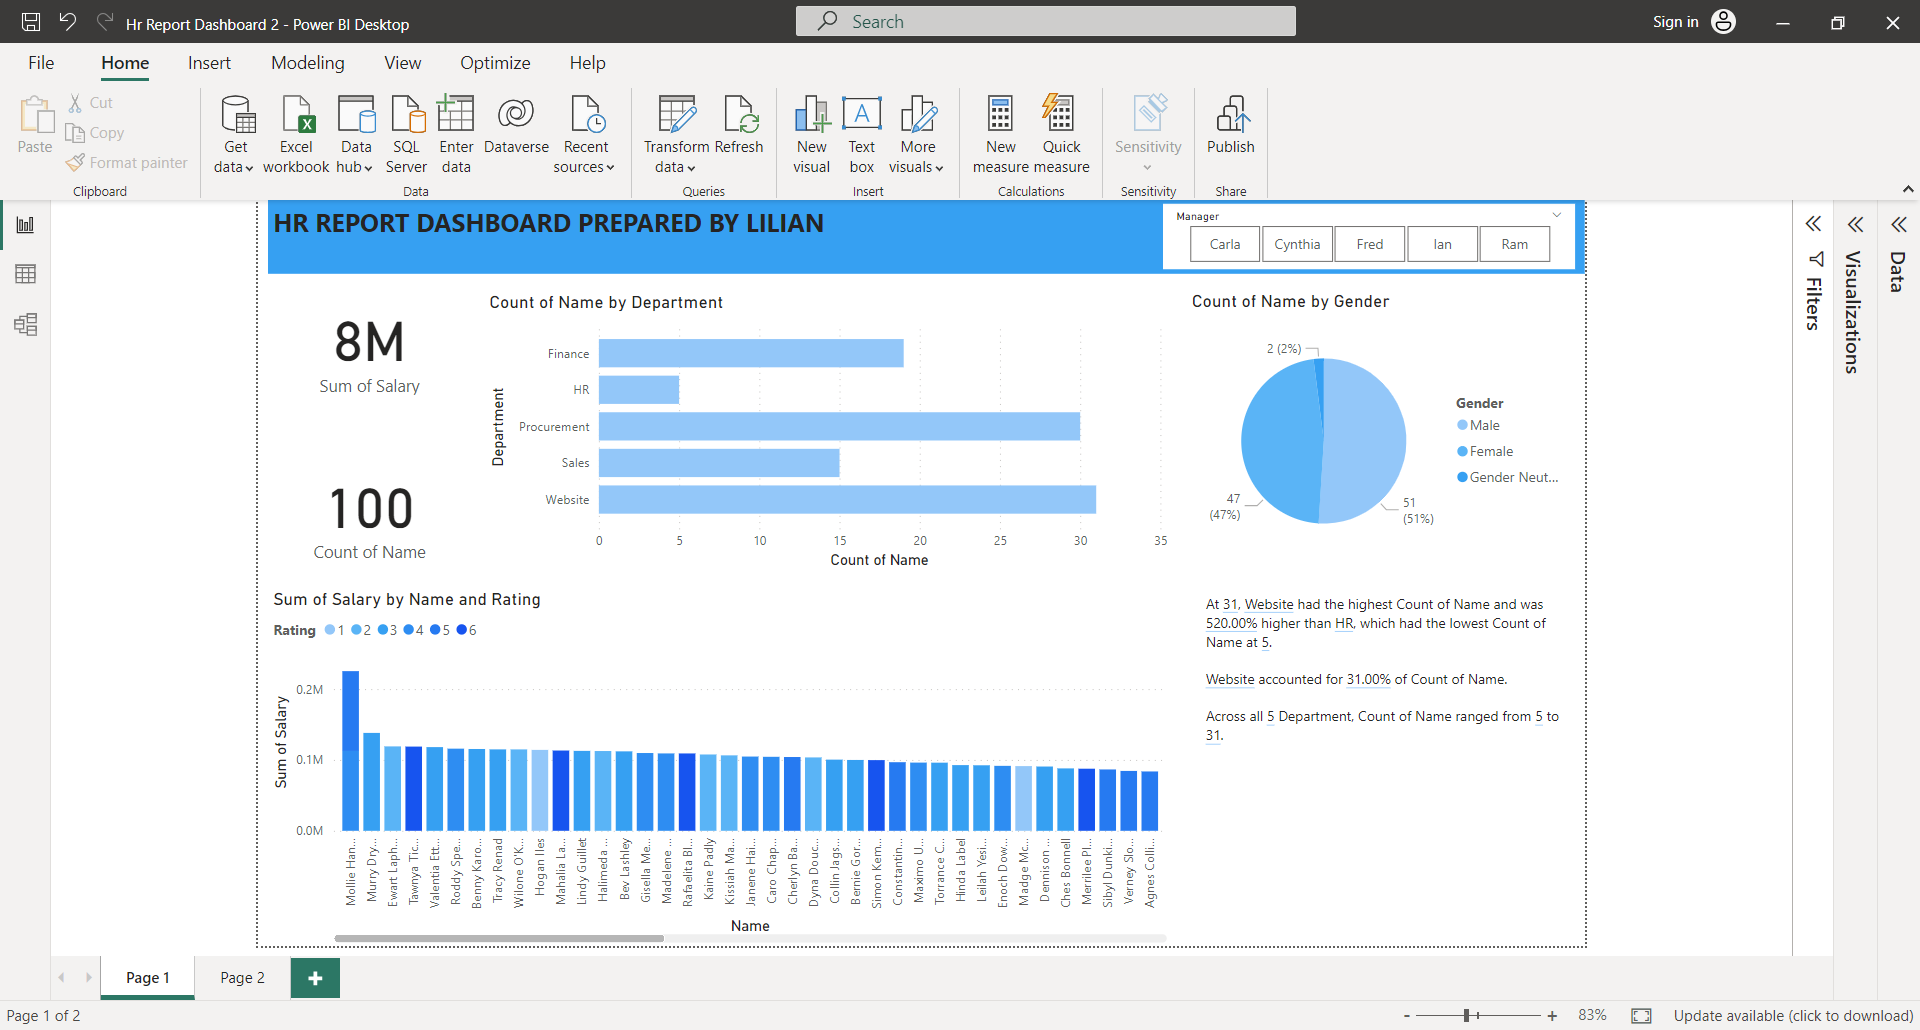 Hr Report Dashboard 2 - Power BI Desktop
Search
Sign in
File Home Insert Modeling View Optimize Help
Paste
Cut
Copy
Format painter
Clipboard
Get data
Excel workbook
Data hub
SQL Server
Enter data
Dataverse
Recent sources
Data
Transform data
Refresh
Queries
New visual
Text box
More visuals
Insert
New measure
Quick measure
Calculations
Sensitivity
Sensitivity
Publish
Share
HR REPORT DASHBOARD PREPARED BY LILIAN
Manager
Carla Cynthia Fred Ian Ram
Filters
Visualizations
Data
8M
Sum of Salary
100
Count of Name
Count of Name by Department
Department
Finance
HR
Procurement
Sales
Website
0 5 10 15 20 25 30 35
Count of Name
Count of Name by Gender
2 (2%)
47
(47%)
51
(51%)
Gender
Male
Female
Gender Neut...
Sum of Salary by Name and Rating
Rating 1 2 3 4 5 6
Sum of Salary
0.2M
0.1M
0.0M
Mollie Han...
Murry Dry...
Ewart Laph...
Tawnya Tic...
Valentia Ett...
Roddy Spe...
Benny Karo...
Tracy Renad
Wilone O'K...
Hogan Iles
Mahalia La...
Lindy Guillet
Halimeda ...
Bev Lashley
Gisella Me...
Madelene ...
Rafaelita Bl...
Kaine Padly
Kissiah Ma...
Janene Hai...
Caro Chap...
Cherlyn Ba...
Dyna Douc...
Collin Jags...
Bernie Gor...
Simon Kem...
Constantin...
Maximo U...
Torrance C...
Hinda Label
Leilah Yesi...
Enoch Dow...
Madge Mc...
Dennison ...
Ches Bonnell
Merrilee Pl...
Sibyl Dunki...
Verney Slo...
Agnes Colli...
Name
At 31, Website had the highest Count of Name and was
520.00% higher than HR, which had the lowest Count of
Name at 5.
Website accounted for 31.00% of Count of Name.
Across all 5 Department, Count of Name ranged from 5 to
31.
Page 1 Page 2 +
Page 1 of 2
- + 83%
Update available (click to download)